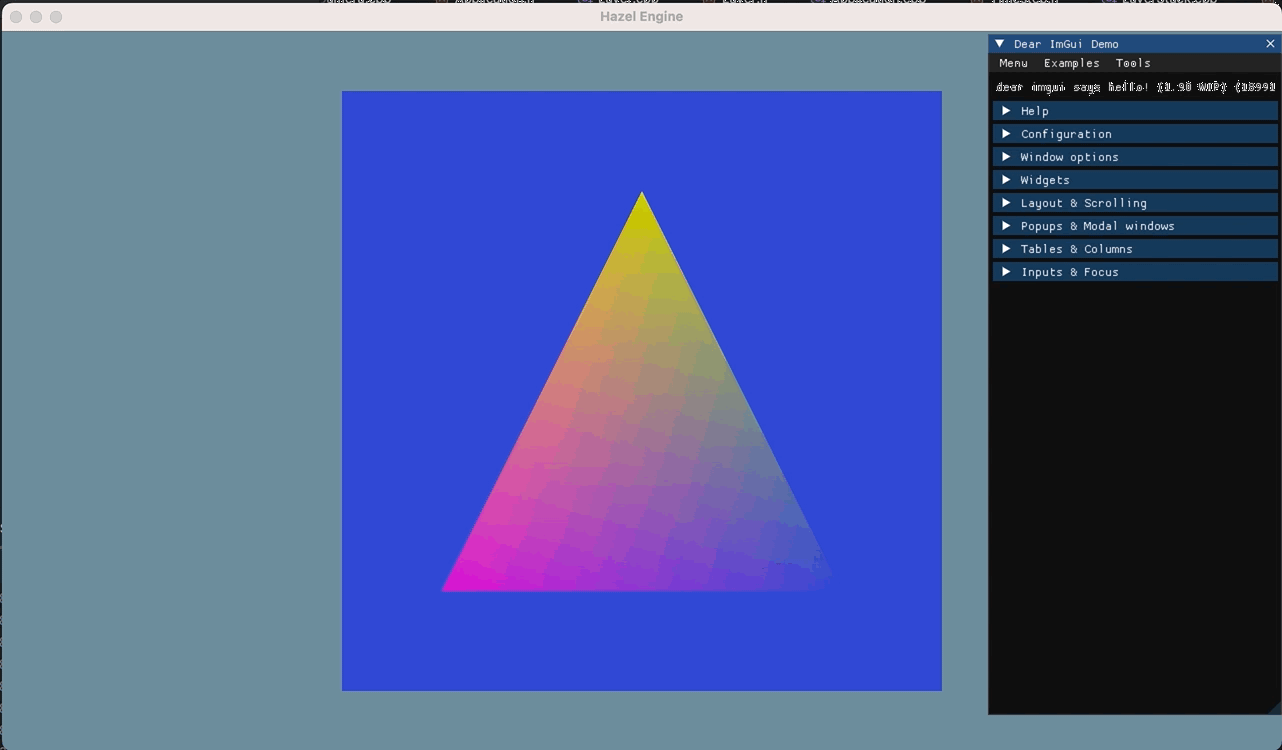 Hazel Engine
Dear ImGui Demo
Menu Examples Tools
dear imgui says hello! (1.90 WIP)
Help
Configuration
Window options
Widgets
Layout & Scrolling
Popups & Modal windows
Tables & Columns
Inputs & Focus